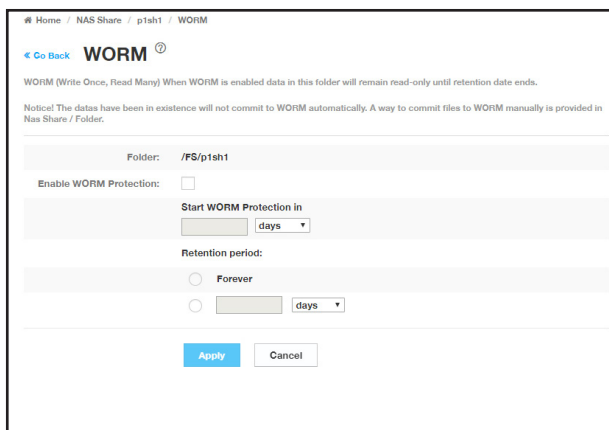 Home / NAS Share / p1sh1 / WORM
« Go Back WORM ?
WORM (Write Once, Read Many) When WORM is enabled data in this folder will remain read-only until retention date ends.
Notice! The datas have been in existence will not commit to WORM automatically. A way to commit files to WORM manually is provided in
Nas Share / Folder.
Folder: /FS/p1sh1
Enable WORM Protection:
Start WORM Protection in
days
Retention period:
Forever
days
Apply Cancel